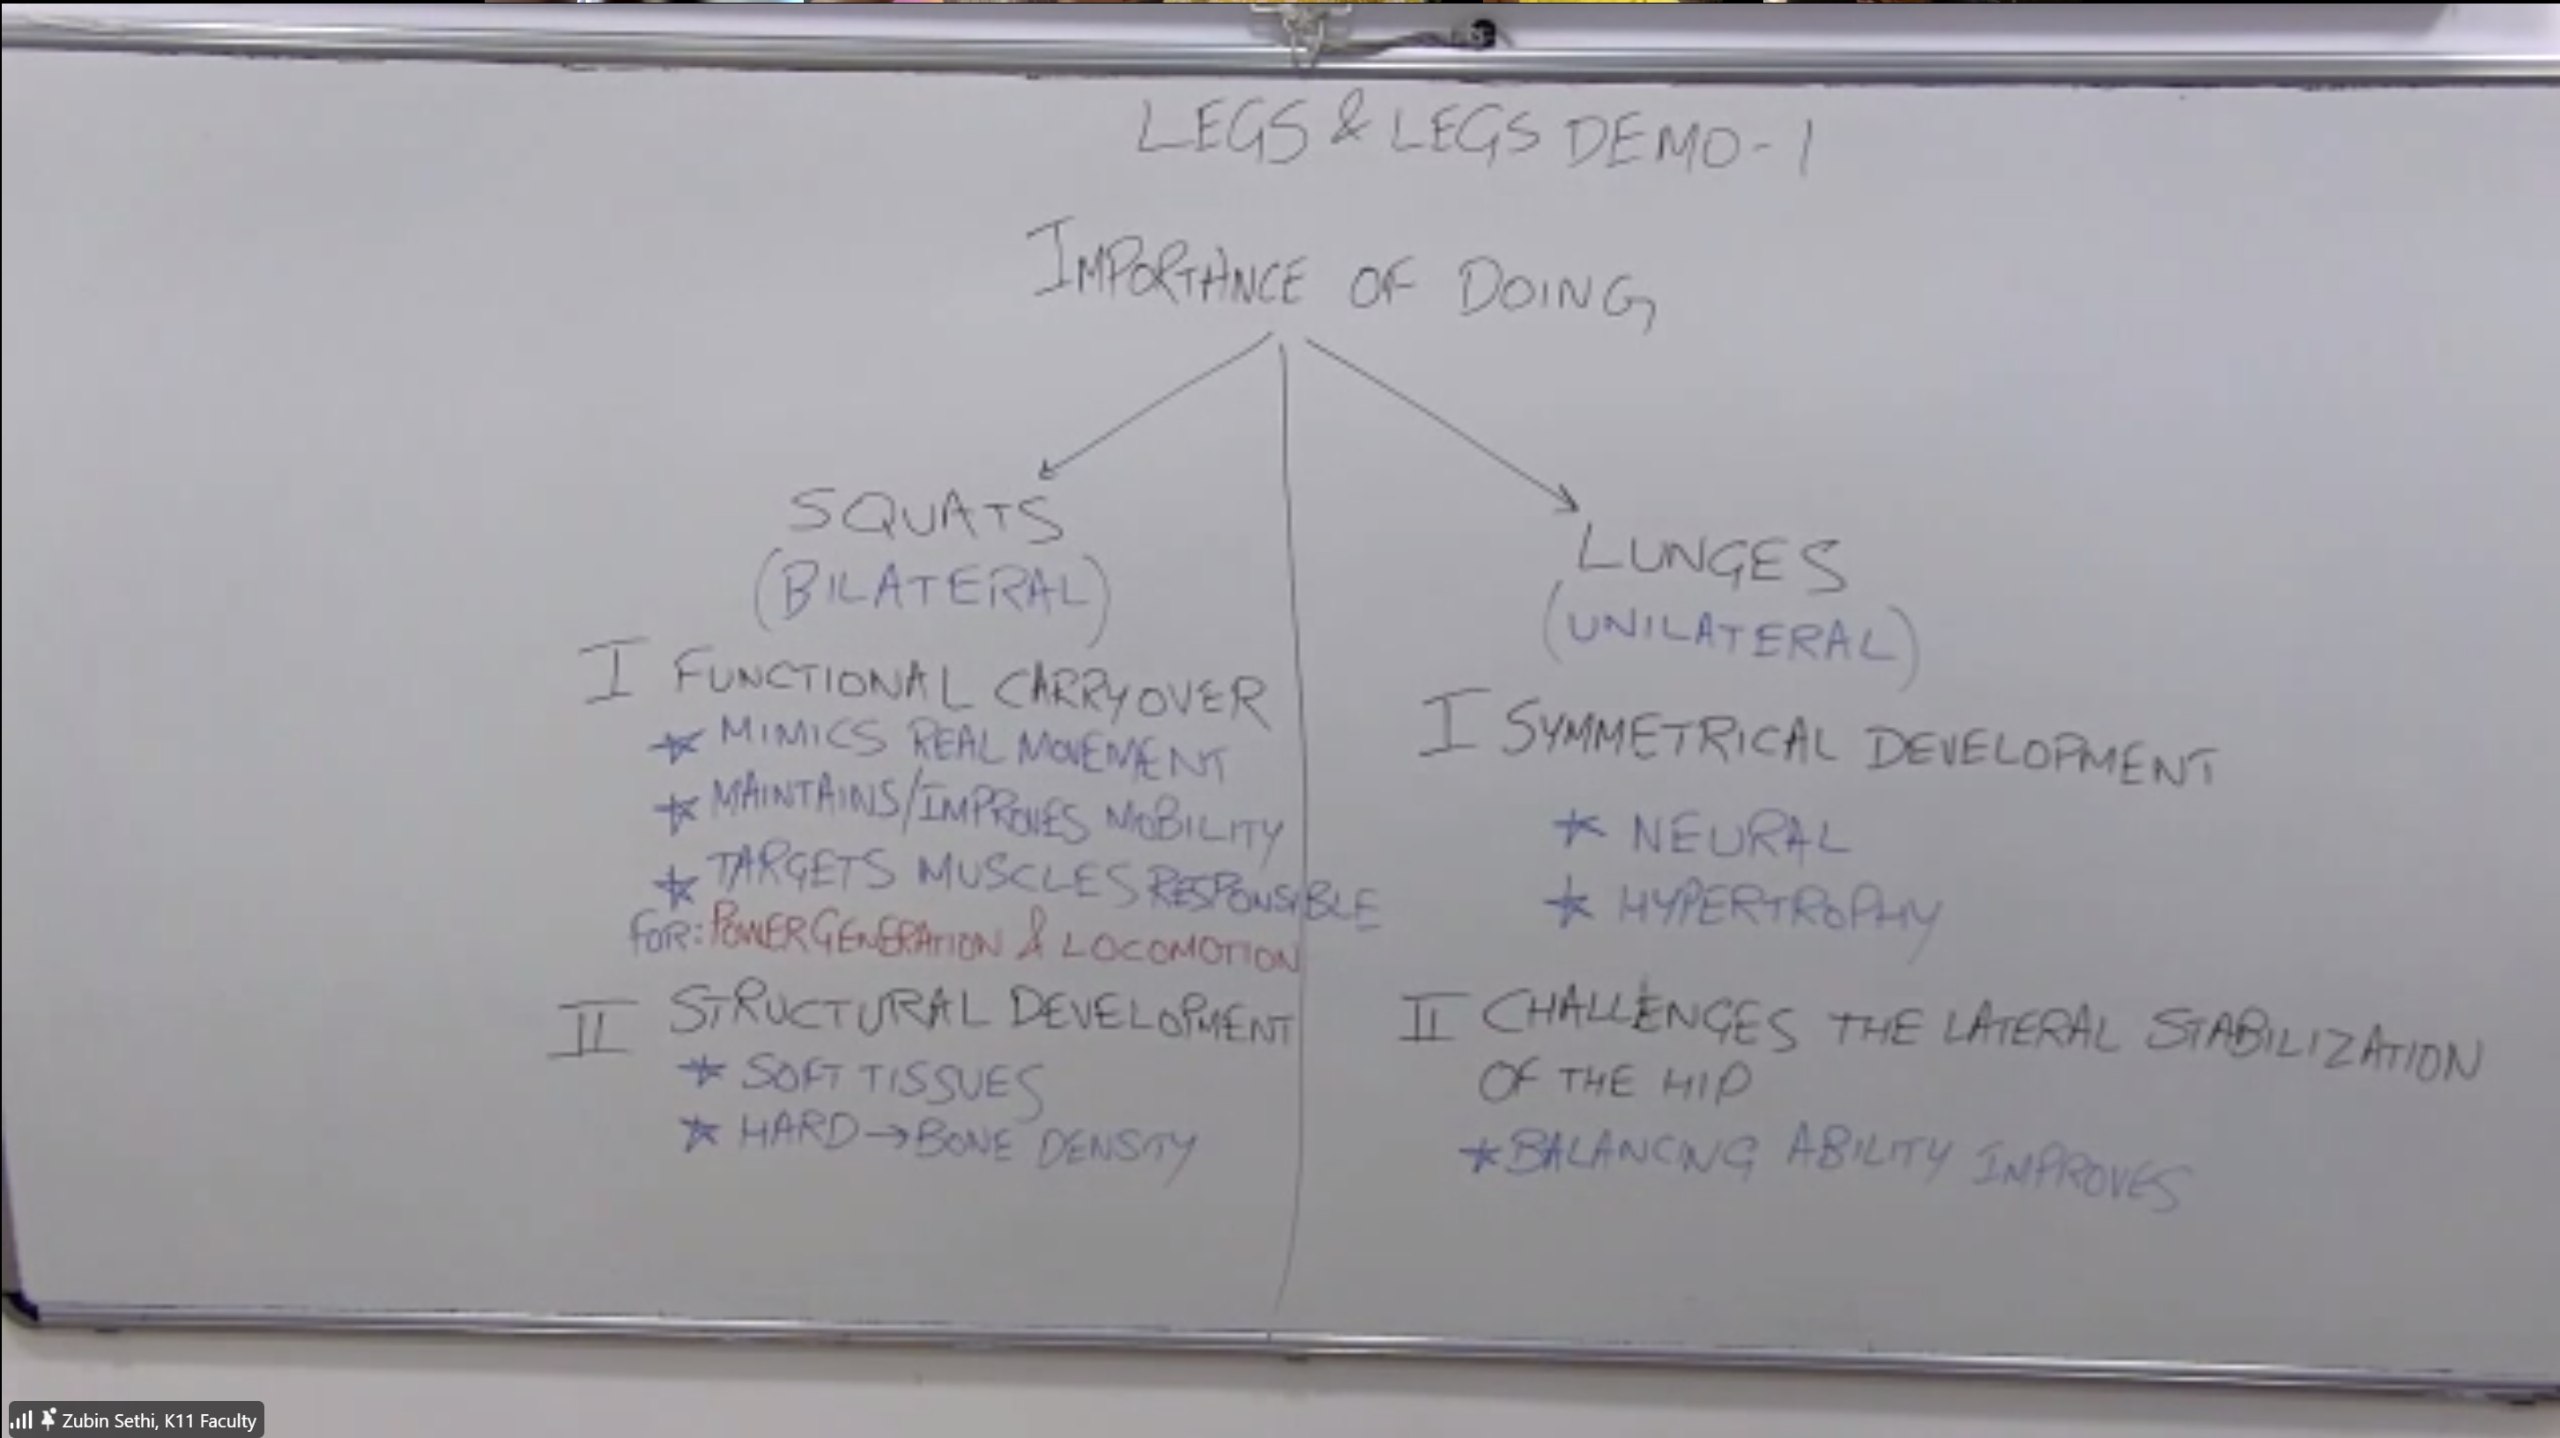 LEGS & LEGS DEMO-1
IMPORTANCE OF DOING
SQUATS
(BILATERAL)
I FUNCTIONAL CARRYOVER
★ MIMICS REAL MOVEMENT
★ MAINTAINS/IMPROVES MOBILITY
★ TARGETS MUSCLES RESPONSIBLE
FOR: POWER GENERATION & LOCOMOTION
II STRUCTURAL DEVELOPMENT
★ SOFT TISSUES
★ HARD → BONE DENSITY
LUNGES
(UNILATERAL)
I SYMMETRICAL DEVELOPMENT
★ NEURAL
★ HYPERTROPHY
II CHALLENGES THE LATERAL STABILIZATION
OF THE HIP
★ BALANCING ABILITY IMPROVES
Zubin Sethi, K11 Faculty